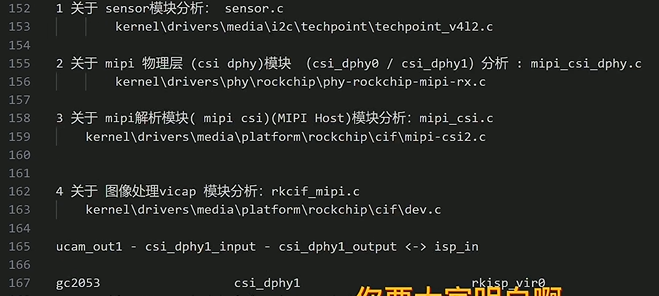 152 1 关于 sensor模块分析: sensor.c
153 kernel\drivers\media\i2c\techpoint\techpoint_v4l2.c
154
155 2 关于 mipi 物理层 (csi dphy)模块 （csi_dphy0 / csi_dphy1）分析 : mipi_csi_dphy.c
156 kernel\drivers\phy\rockchip\phy-rockchip-mipi-rx.c
157
158 3 关于 mipi解析模块( mipi csi)(MIPI Host)模块分析: mipi_csi.c
159 kernel\drivers\media\platform\rockchip\cif\mipi-csi2.c
160
161
162 4 关于 图像处理vicap 模块分析: rkcif_mipi.c
163 kernel\drivers\media\platform\rockchip\cif\dev.c
164
165 ucam_out1 - csi_dphy1_input - csi_dphy1_output <-> isp_in
166
167 gc2053 csi_dphy1 rkisp_vir0